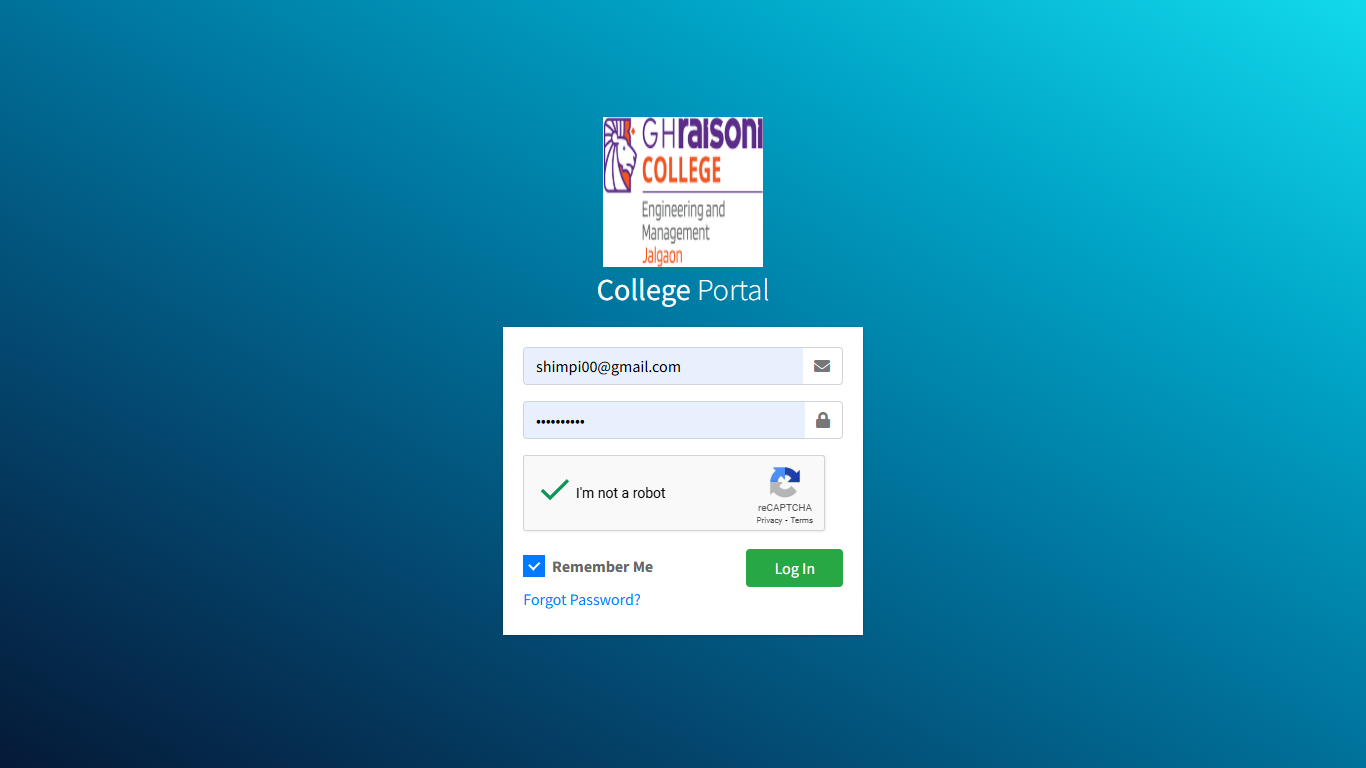 GHraisoni
COLLEGE
Engineering and
Management
Jalgaon
College Portal
shimpi00@gmail.com
••••••••••
I'm not a robot
reCAPTCHA
Privacy - Terms
Remember Me
Log In
Forgot Password?